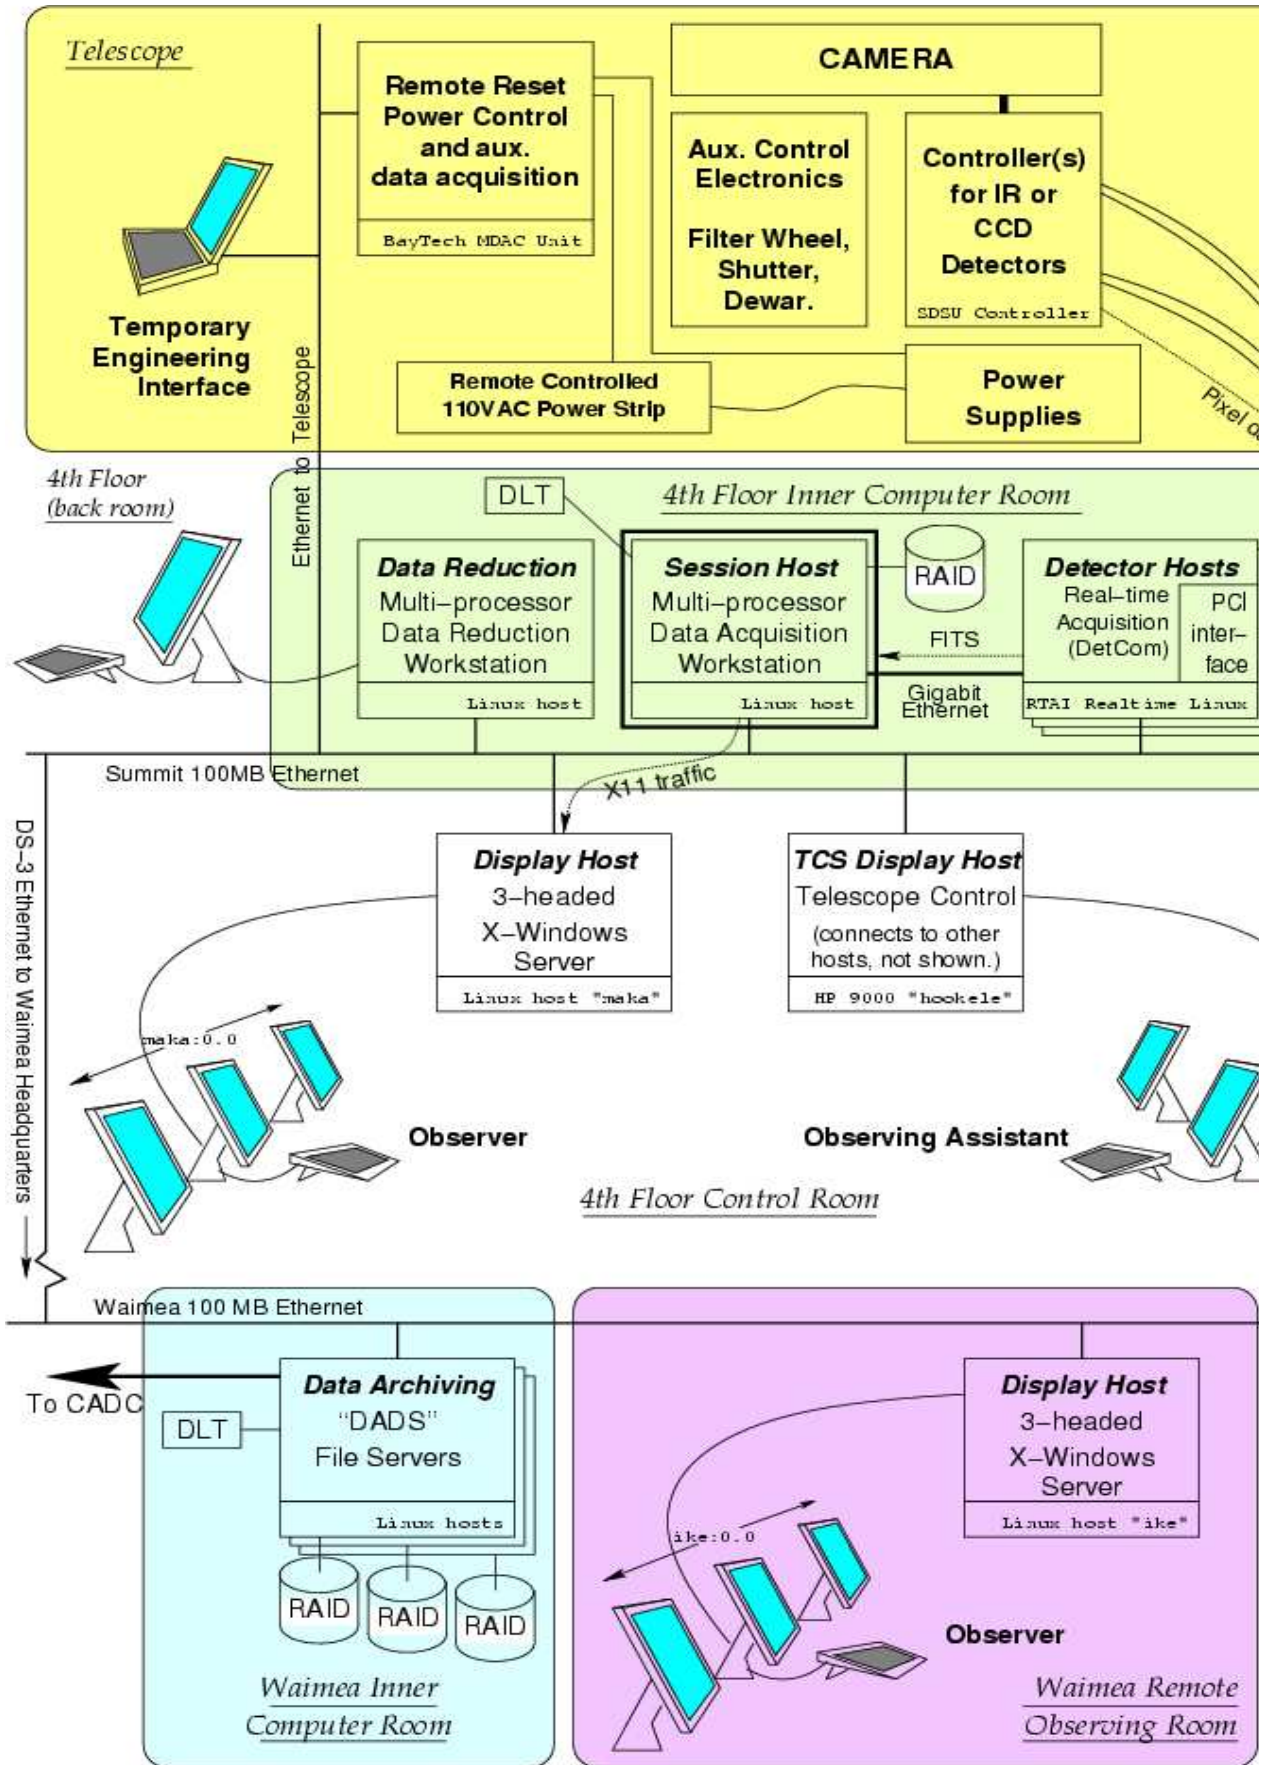 Telescope
Remote Reset
Power Control
and aux.
data acquisition
BayTech MDAC Unit
CAMERA
Aux. Control
Electronics
Filter Wheel,
Shutter,
Dewar.
Controller(s)
for IR or
CCD
Detectors
SDSU Controller
Temporary
Engineering
Interface
Remote Controlled
110VAC Power Strip
Power
Supplies
Pixel
Ethernet to Telescope
4th Floor
(back room)
DLT
4th Floor Inner Computer Room
Data Reduction
Multi-processor
Data Reduction
Workstation
Linux host
Session Host
Multi-processor
Data Acquisition
Workstation
Linux host
RAID
FITS
Gigabit
Ethernet
Detector Hosts
Real-time
Acquisition
(DetCom)
PCI
inter-
face
RTAI Realtime Linux
Summit 100MB Ethernet
X11 traffic
DS-3 Ethernet to Waimea Headquarters
Display Host
3-headed
X-Windows
Server
Linux host "maka"
TCS Display Host
Telescope Control
(connects to other
hosts, not shown.)
HP 9000 "hookele"
maka:0.0
Observer
Observing Assistant
4th Floor Control Room
Waimea 100 MB Ethernet
To CADC
DLT
Data Archiving
"DADS"
File Servers
Linux hosts
RAID
RAID
RAID
Waimea Inner
Computer Room
Display Host
3-headed
X-Windows
Server
Linux host "ike"
ike:0.0
Observer
Waimea Remote
Observing Room